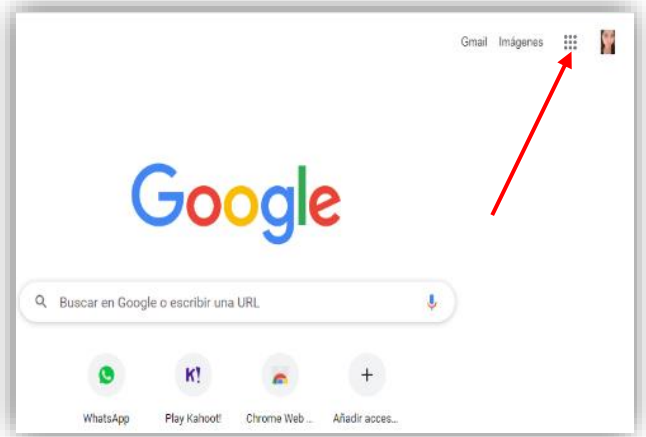 Gmail Imágenes
Google
Buscar en Google o escribir una URL
K!
WhatsApp Play Kahoot! Chrome Web ... Añadir acces...